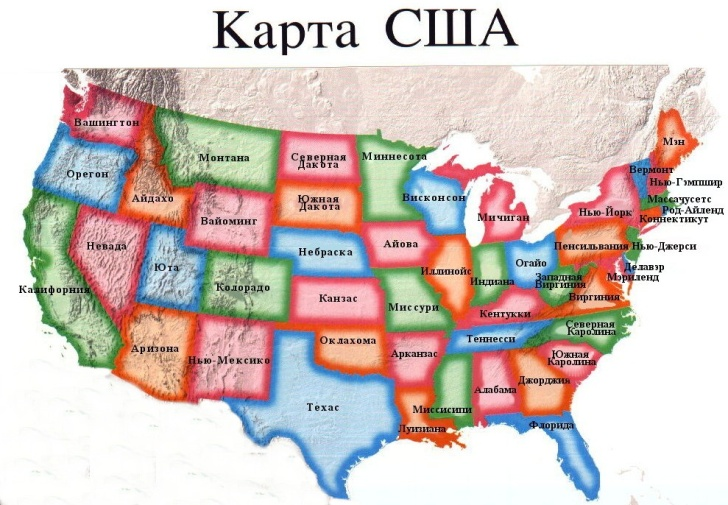 Карта США
Вашингтон
Орегон
Айдахо
Монтана
Северная
Дакота
Миннесота
Южная
Дакота
Вайоминг
Висконсон
Мичиган
Мэн
Вермонт
Нью-Гэмпшир
Массачусетс
Род-Айленд
Коннектикут
Нью-Йорк
Невада
Юта
Небраска
Айова
Пенсильвания
Нью-Джерси
Калифорния
Колорадо
Канзас
Миссури
Иллинойс
Индиана
Огайо
Западная
Виргиния
Делавэр
Мэриленд
Виргиния
Кентукки
Аризона
Нью-Мексико
Оклахома
Арканзас
Теннесси
Северная
Каролина
Южная
Каролина
Техас
Луизиана
Миссисипи
Алабама
Джорджия
Флорида